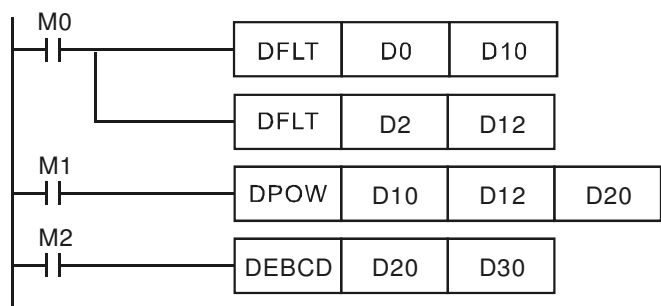 M0
DFLT D0 D10
DFLT D2 D12
M1
DPOW D10 D12 D20
M2
DEBCD D20 D30